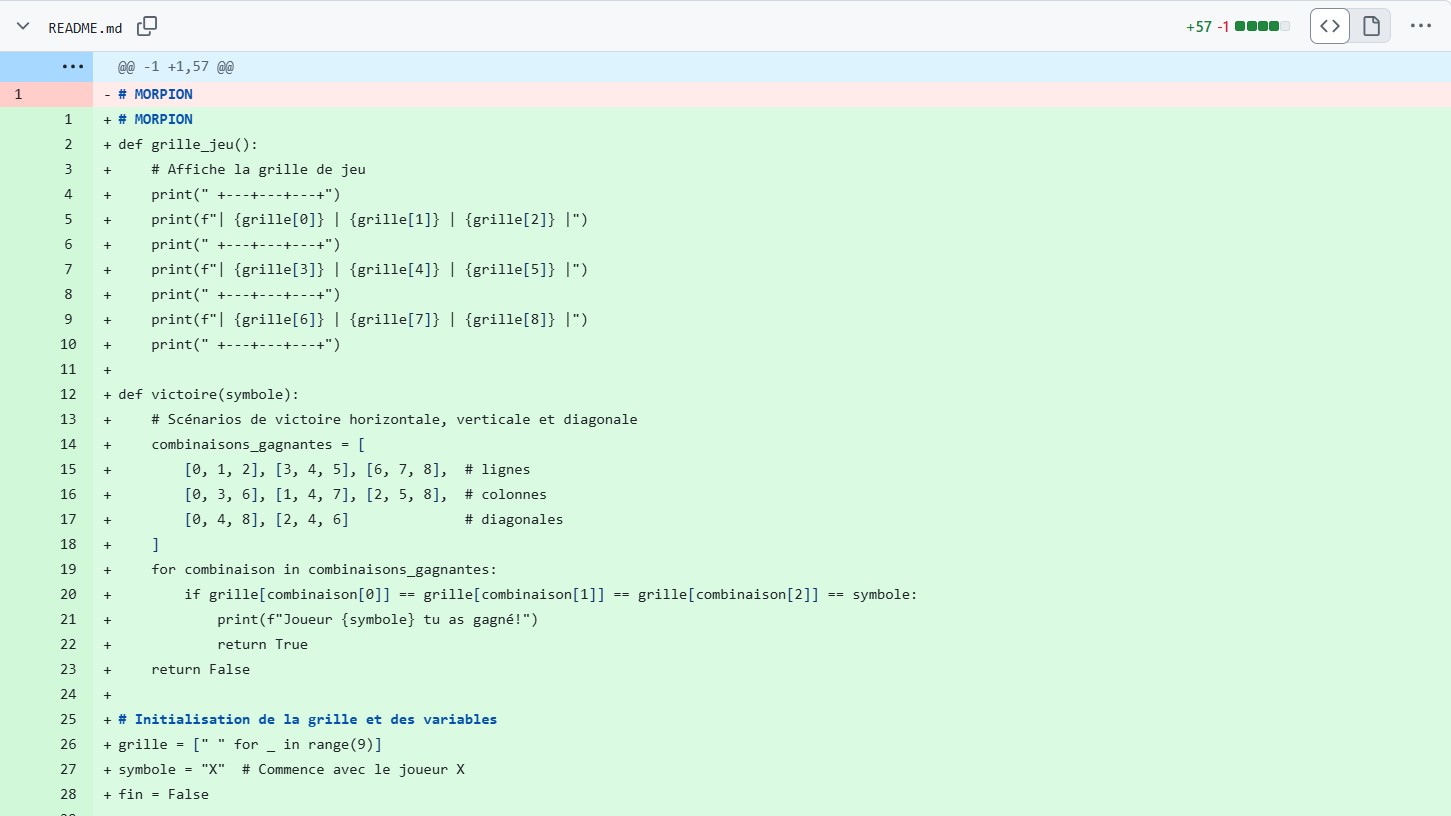 README.md +57 -1
@@ -1 +1,57 @@
1 - # MORPION
1 + # MORPION
2 + def grille_jeu():
3 +     # Affiche la grille de jeu
4 +     print(" +---+---+---+")
5 +     print(f"| {grille[0]} | {grille[1]} | {grille[2]} |")
6 +     print(" +---+---+---+")
7 +     print(f"| {grille[3]} | {grille[4]} | {grille[5]} |")
8 +     print(" +---+---+---+")
9 +     print(f"| {grille[6]} | {grille[7]} | {grille[8]} |")
10 +     print(" +---+---+---+")
11 +
12 + def victoire(symbole):
13 +     # Scénarios de victoire horizontale, verticale et diagonale
14 +     combinaisons_gagnantes = [
15 +         [0, 1, 2], [3, 4, 5], [6, 7, 8],  # lignes
16 +         [0, 3, 6], [1, 4, 7], [2, 5, 8],  # colonnes
17 +         [0, 4, 8], [2, 4, 6]              # diagonales
18 +     ]
19 +     for combinaison in combinaisons_gagnantes:
20 +         if grille[combinaison[0]] == grille[combinaison[1]] == grille[combinaison[2]] == symbole:
21 +             print(f"Joueur {symbole} tu as gagné!")
22 +             return True
23 +     return False
24 +
25 + # Initialisation de la grille et des variables
26 + grille = [" " for _ in range(9)]
27 + symbole = "X"  # Commence avec le joueur X
28 + fin = False